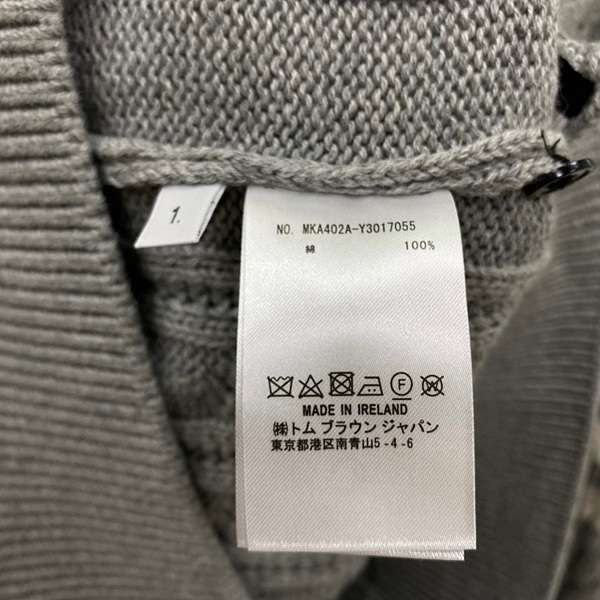 1.
NO. MKA402A-Y3017055
綿 100%
F W
MADE IN IRELAND
㈱トム ブラウン ジャパン
東京都港区南青山5-4-6